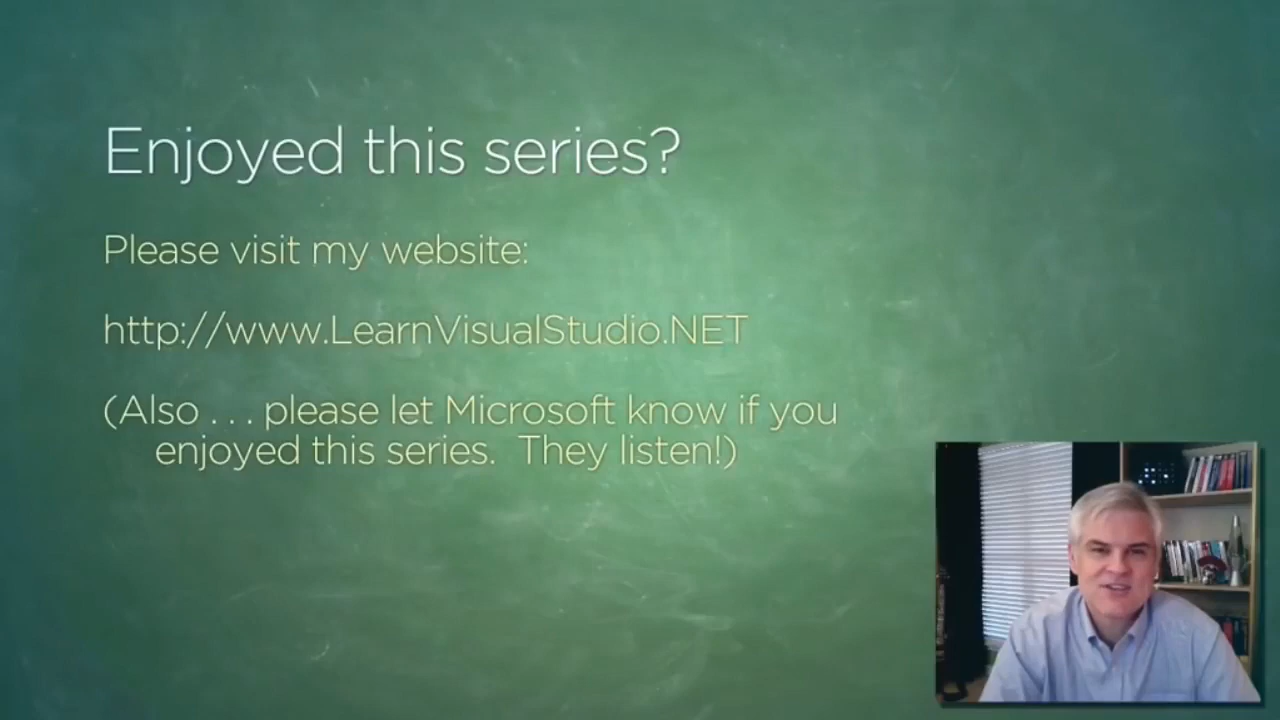 Enjoyed this series?
Please visit my website:
http://www.LearnVisualStudio.NET
(Also . . . please let Microsoft know if you
enjoyed this series.  They listen!)